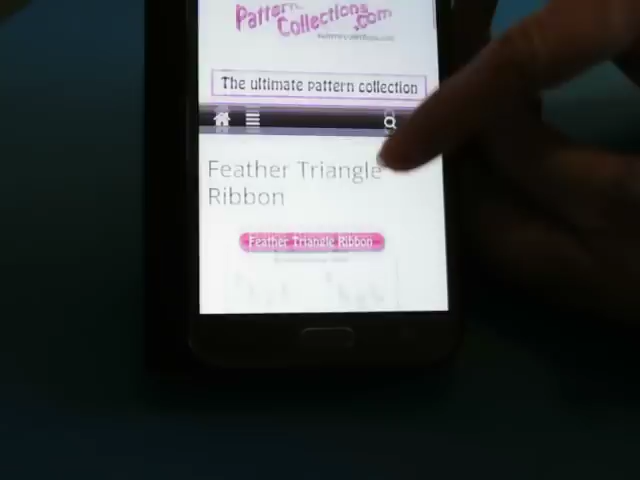 Pattern
Collections.com
The ultimate pattern collection
Feather Triangle
Ribbon
Feather Triangle Ribbon